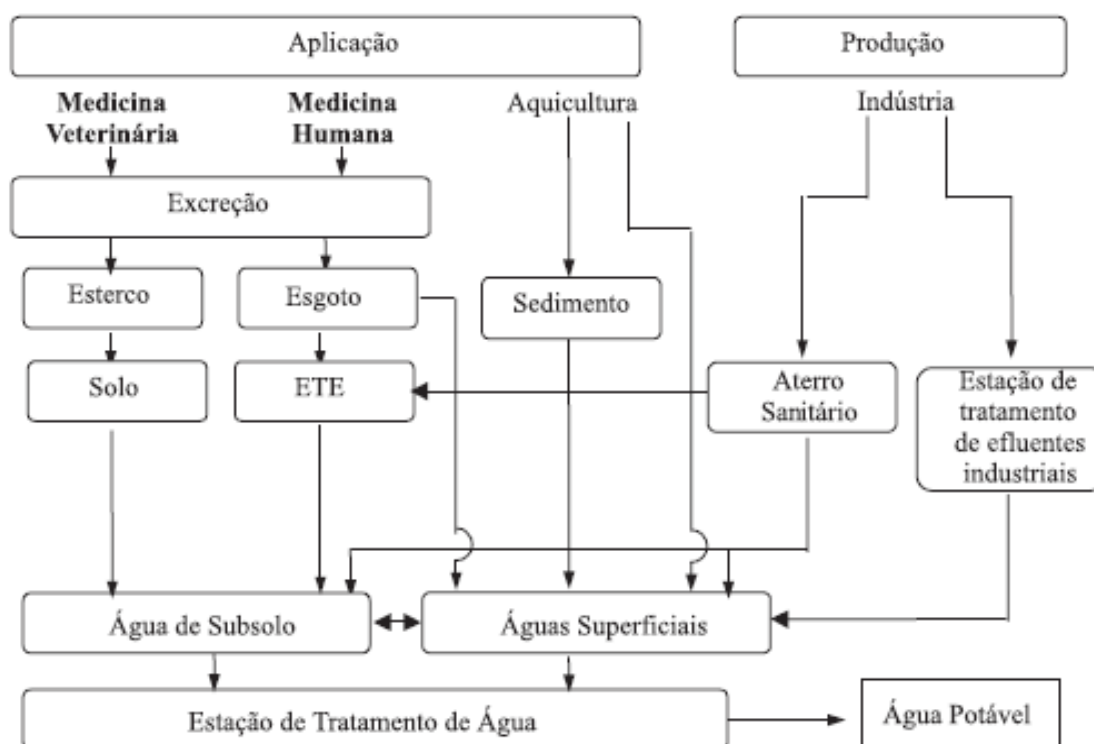 Aplicação
Produção
Medicina
Veterinária
Medicina
Humana
Aquicultura
Indústria
Excreção
Esterco
Esgoto
Sedimento
Solo
ETE
Aterro
Sanitário
Estação de
tratamento
de efluentes
industriais
Água de Subsolo
Águas Superficiais
Estação de Tratamento de Água
Água Potável